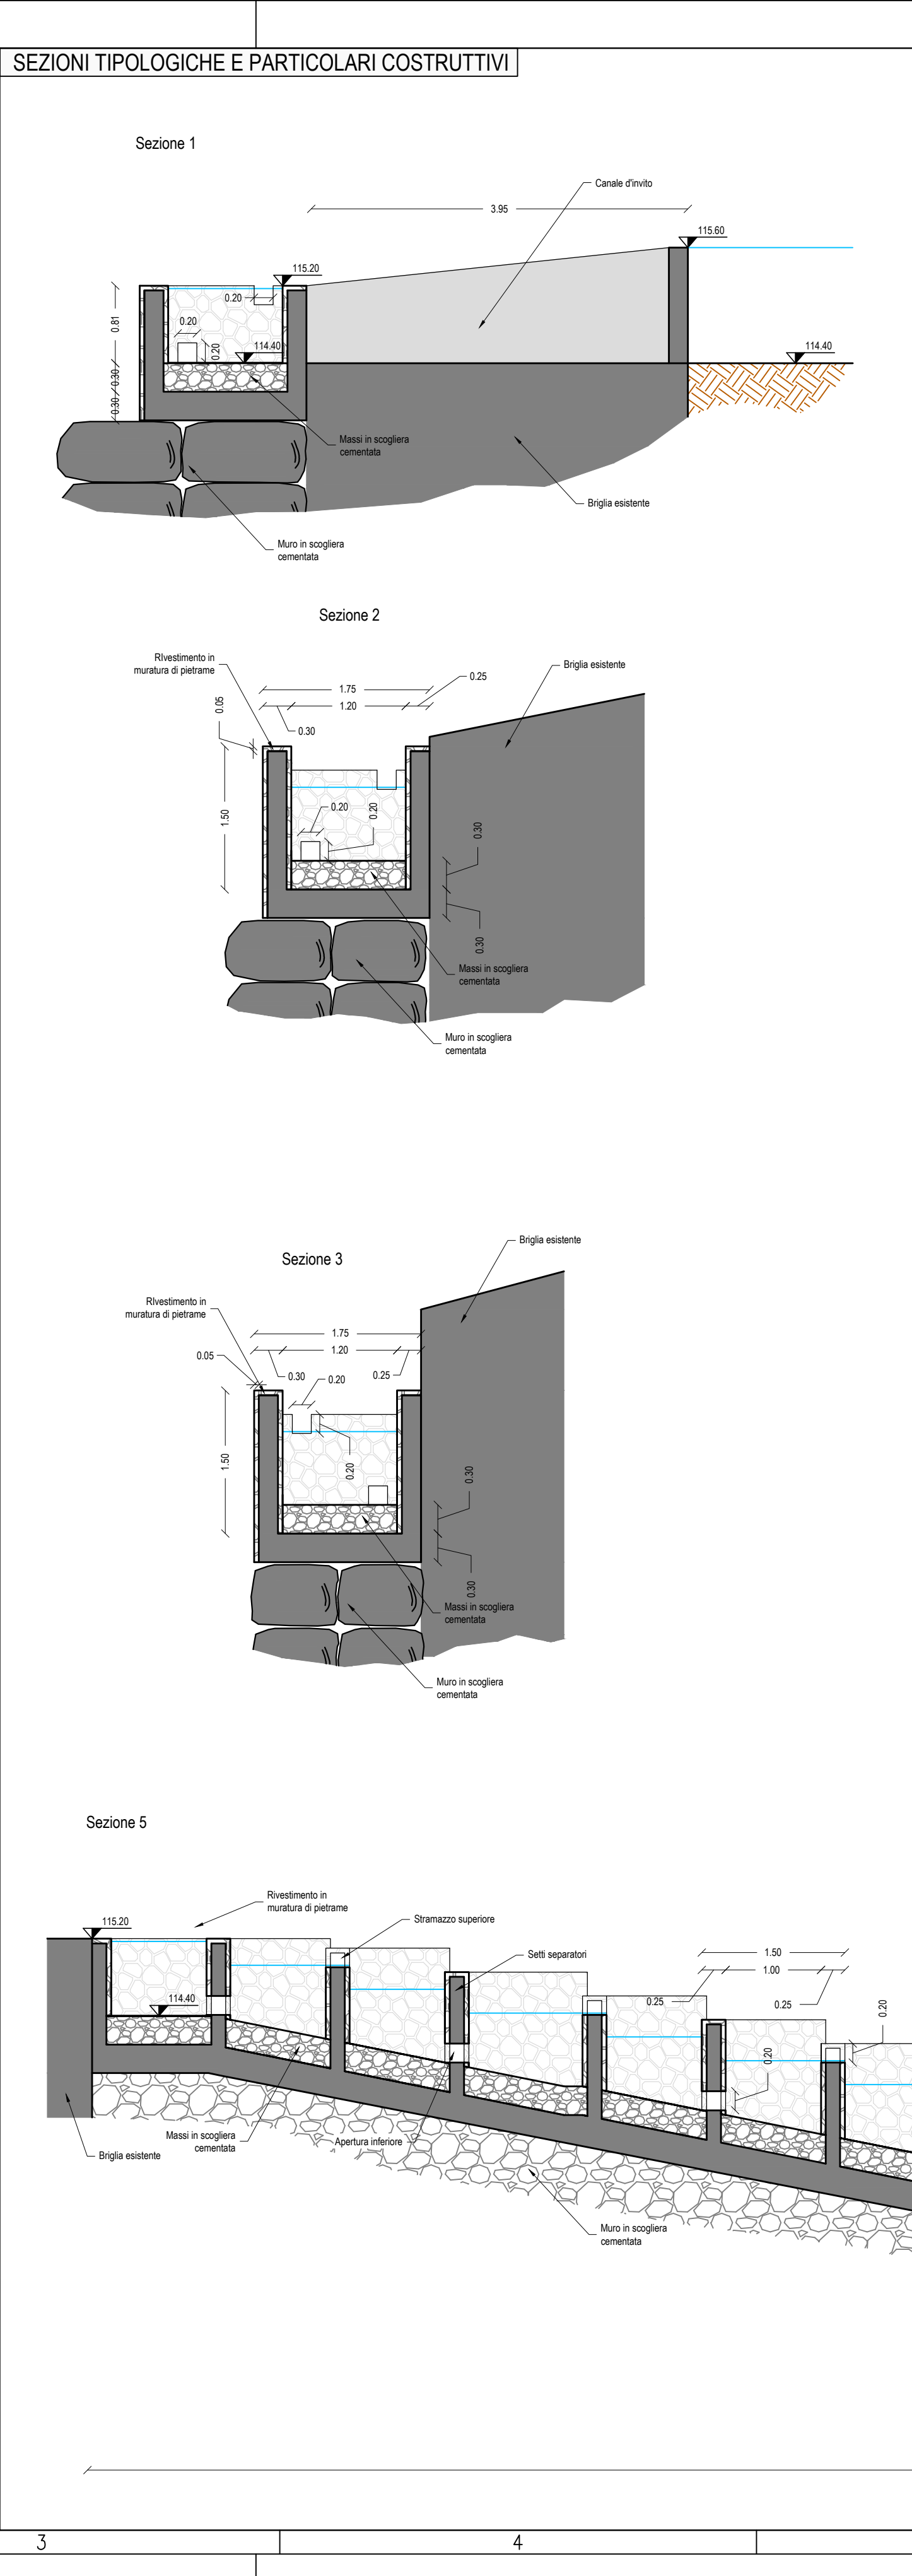 SEZIONI TIPOLOGICHE E PARTICOLARI COSTRUTTIVI
Sezione 1
Canale d'invito
3.95
115.60
115.20
0.20
0.81
0.20
0.20
114.40
114.40
0.30
0.30
Massi in scogliera
cementata
Briglia esistente
Muro in scogliera
cementata
Sezione 2
RIvestimento in
muratura di pietrame
Briglia esistente
0.25
1.75
0.05
1.20
0.30
1.50
0.20
0.20
0.30
0.30
Massi in scogliera
cementata
Muro in scogliera
cementata
Sezione 3
Briglia esistente
RIvestimento in
muratura di pietrame
1.75
1.20
0.05
0.30
0.20
0.25
1.50
0.20
0.30
0.30
Massi in scogliera
cementata
Muro in scogliera
cementata
Sezione 5
Rivestimento in
muratura di pietrame
115.20
Stramazzo superiore
Setti separatori
1.50
1.00
0.25
0.25
0.20
114.40
0.20
Massi in scogliera
cementata
Apertura inferiore
Briglia esistente
Muro in scogliera
cementata
3
4